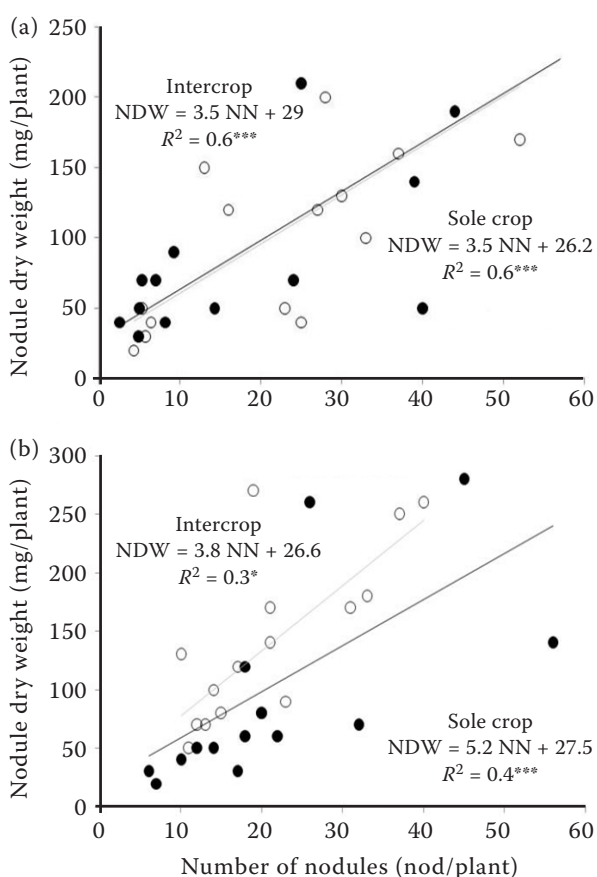 (a)
250
200
150
100
50
0
Nodule dry weight (mg/plant)
Intercrop
NDW = 3.5 NN + 29
R² = 0.6***
Sole crop
NDW = 3.5 NN + 26.2
R² = 0.6***
0 10 20 30 40 50 60
(b)
300
250
200
150
100
50
0
Nodule dry weight (mg/plant)
Intercrop
NDW = 3.8 NN + 26.6
R² = 0.3*
Sole crop
NDW = 5.2 NN + 27.5
R² = 0.4***
0 10 20 30 40 50 60
Number of nodules (nod/plant)